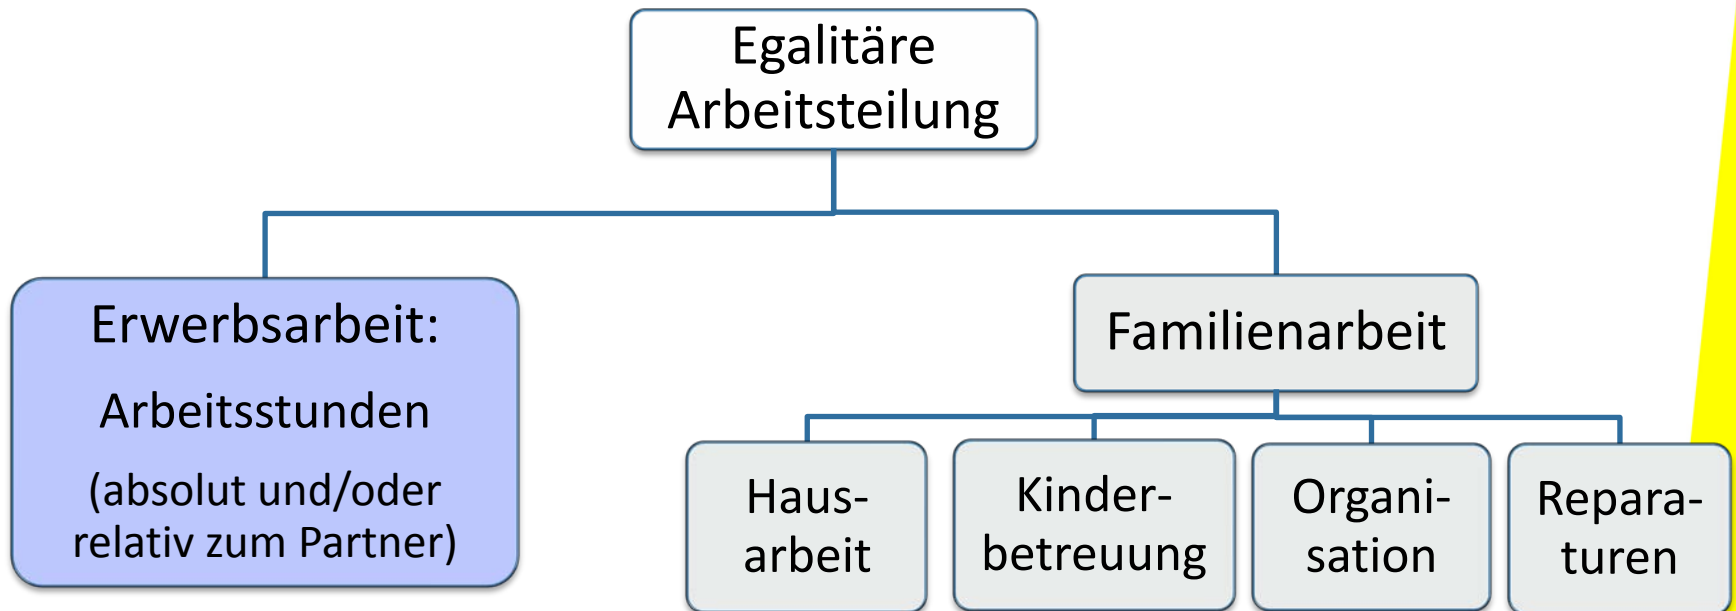 Egalitäre
Arbeitsteilung
Erwerbsarbeit:
Arbeitsstunden
(absolut und/oder
relativ zum Partner)
Familienarbeit
Haus-
arbeit
Kinder-
betreuung
Organi-
sation
Repara-
turen